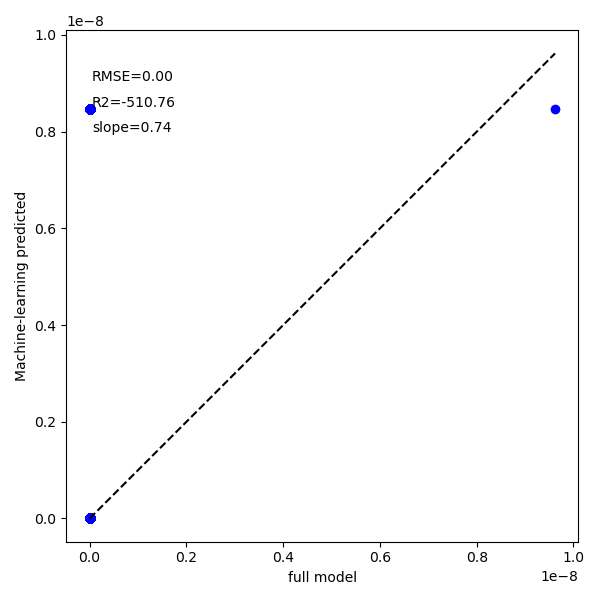 1e−8
1.0
0.8
0.6
0.4
0.2
0.0
RMSE=0.00
R2=-510.76
slope=0.74
Machine-learning predicted
0.0 0.2 0.4 0.6 0.8 1.0
1e−8
full model